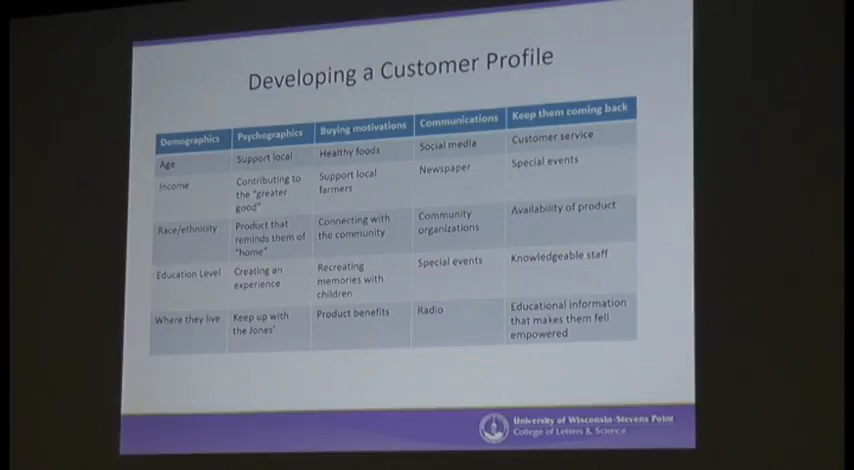 Developing a Customer Profile
Demographics
Psychographics
Buying motivations
Communications
Keep them coming back
Age
Support local
Healthy foods
Social media
Customer service
Income
Contributing to
the "greater
good"
Support local
farmers
Newspaper
Special events
Race/ethnicity
Product that
reminds them of
"home"
Connecting with
the community
Community
organizations
Availability of product
Education Level
Creating an
experience
Recreating
memories with
children
Special events
Knowledgeable staff
Where they live
Keep up with
the Jones'
Product benefits
Radio
Educational information
that makes them fell
empowered
University of Wisconsin-Stevens Point
College of Letters & Science